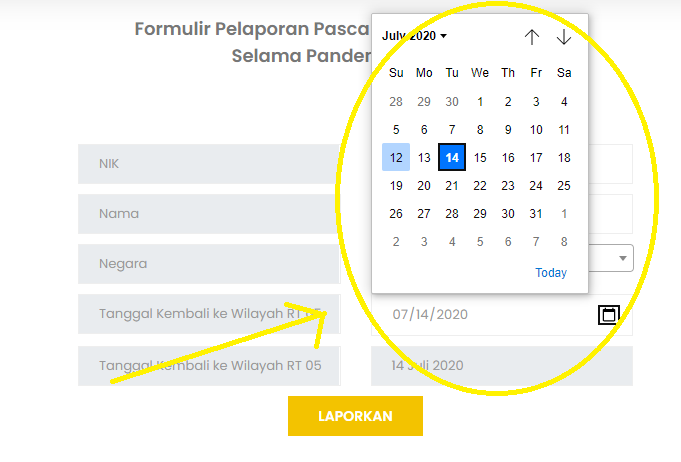 Formulir Pelaporan Pasca
Selama Pander
July 2020
Su Mo Tu We Th Fr Sa
28 29 30 1 2 3 4
5 6 7 8 9 10 11
12 13 14 15 16 17 18
19 20 21 22 23 24 25
26 27 28 29 30 31 1
2 3 4 5 6 7 8
Today
NIK
Nama
Negara
Tanggal Kembali ke Wilayah RT 05
07/14/2020
Tanggal Kembali ke Wilayah RT 05
14 Juli 2020
LAPORKAN